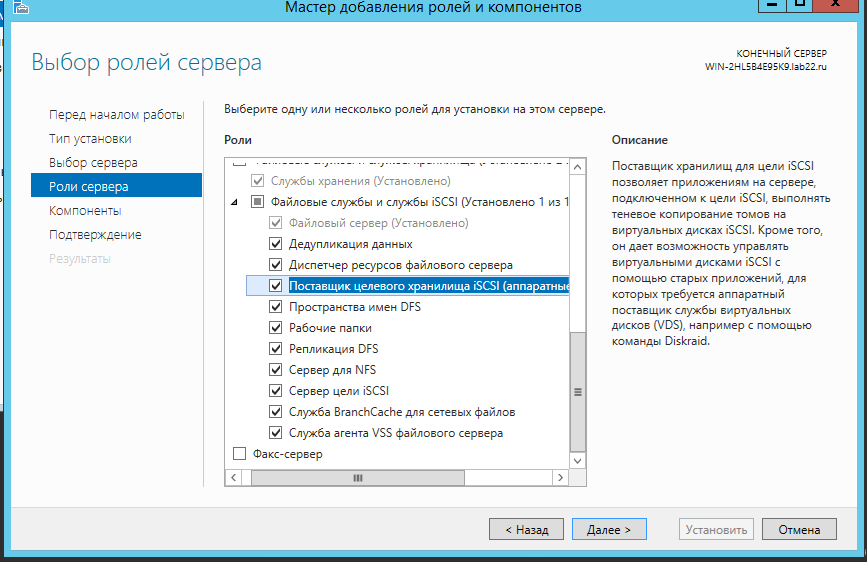 Мастер добавления ролей и компонентов
Выбор ролей сервера
КОНЕЧНЫЙ СЕРВЕР
WIN-2HL5B4E95K9.lab22.ru
Перед началом работы
Тип установки
Выбор сервера
Роли сервера
Компоненты
Подтверждение
Результаты
Выберите одну или несколько ролей для установки на этом сервере.
Роли
Службы хранения (Установлено)
Файловые службы и службы iSCSI (Установлено 1 из 1
Файловый сервер (Установлено)
Дедупликация данных
Диспетчер ресурсов файлового сервера
Поставщик целевого хранилища iSCSI (аппаратные
Пространства имен DFS
Рабочие папки
Репликация DFS
Сервер для NFS
Сервер цели iSCSI
Служба BranchCache для сетевых файлов
Служба агента VSS файлового сервера
Факс-сервер
Описание
Поставщик хранилищ для цели iSCSI
позволяет приложениям на сервере,
подключенном к цели iSCSI, выполнять
теневое копирование томов на
виртуальных дисках iSCSI. Кроме того,
он дает возможность управлять
виртуальными дисками iSCSI с
помощью старых приложений, для
которых требуется аппаратный
поставщик службы виртуальных
дисков (VDS), например с помощью
команды Diskraid.
< Назад
Далее >
Установить
Отмена